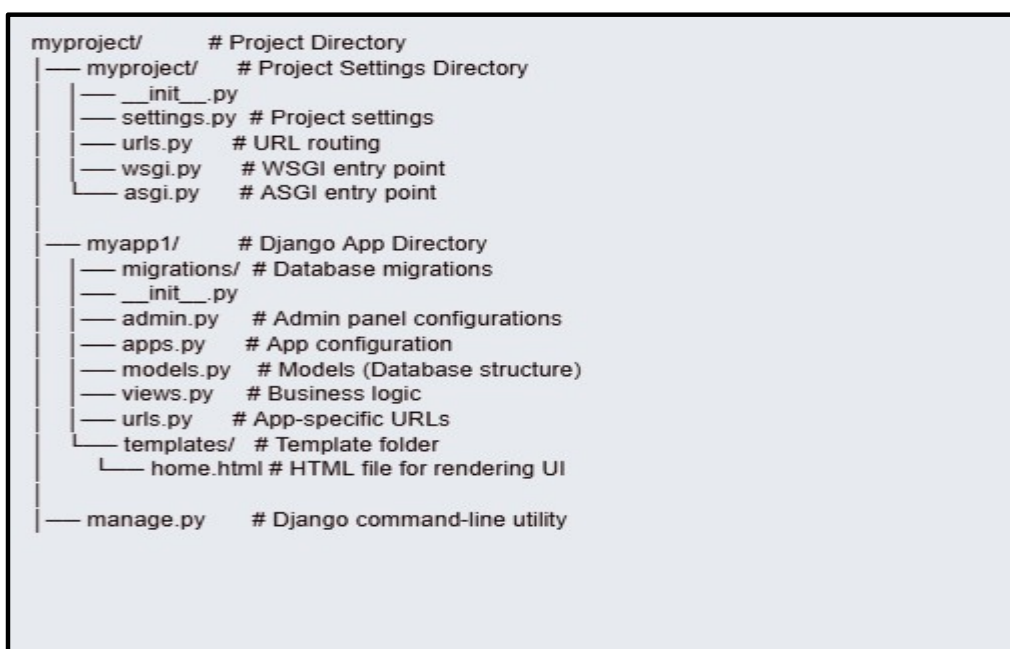 myproject/ # Project Directory
│── myproject/ # Project Settings Directory
│ │── __init__.py
│ │── settings.py # Project settings
│ │── urls.py # URL routing
│ │── wsgi.py # WSGI entry point
│ └── asgi.py # ASGI entry point
│
│── myapp1/ # Django App Directory
│ │── migrations/ # Database migrations
│ │── __init__.py
│ │── admin.py # Admin panel configurations
│ │── apps.py # App configuration
│ │── models.py # Models (Database structure)
│ │── views.py # Business logic
│ │── urls.py # App-specific URLs
│ └── templates/ # Template folder
│ └── home.html # HTML file for rendering UI
│
│── manage.py # Django command-line utility